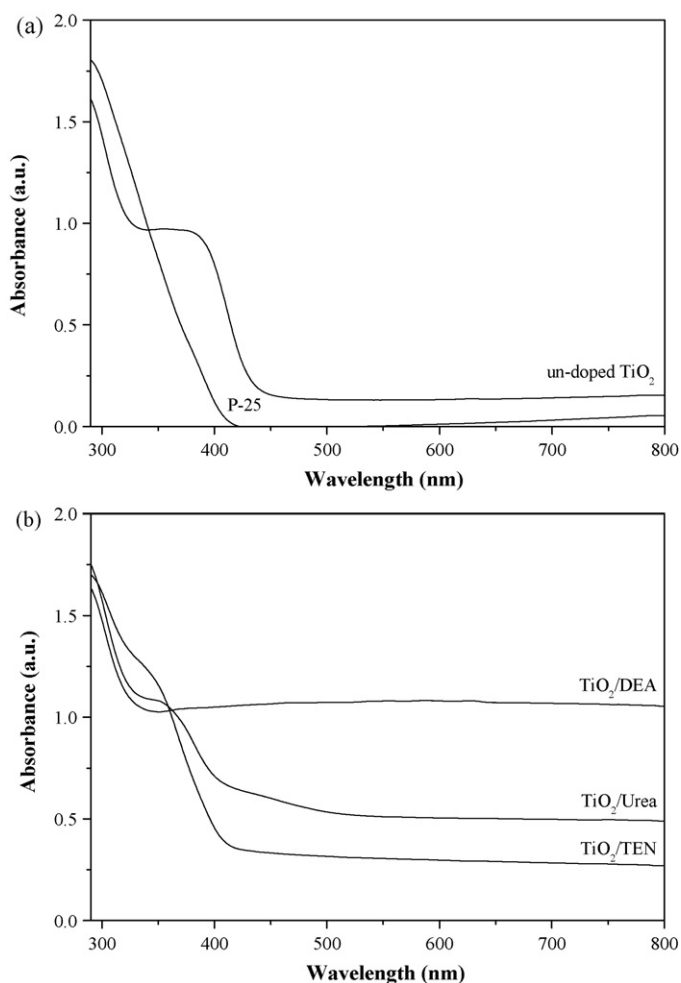 (a)
2.0
1.5
1.0
0.5
0.0
Absorbance (a.u.)
un-doped TiO₂
P-25
300 400 500 600 700 800
Wavelength (nm)
(b)
2.0
1.5
1.0
0.5
0.0
Absorbance (a.u.)
TiO₂/DEA
TiO₂/Urea
TiO₂/TEN
300 400 500 600 700 800
Wavelength (nm)